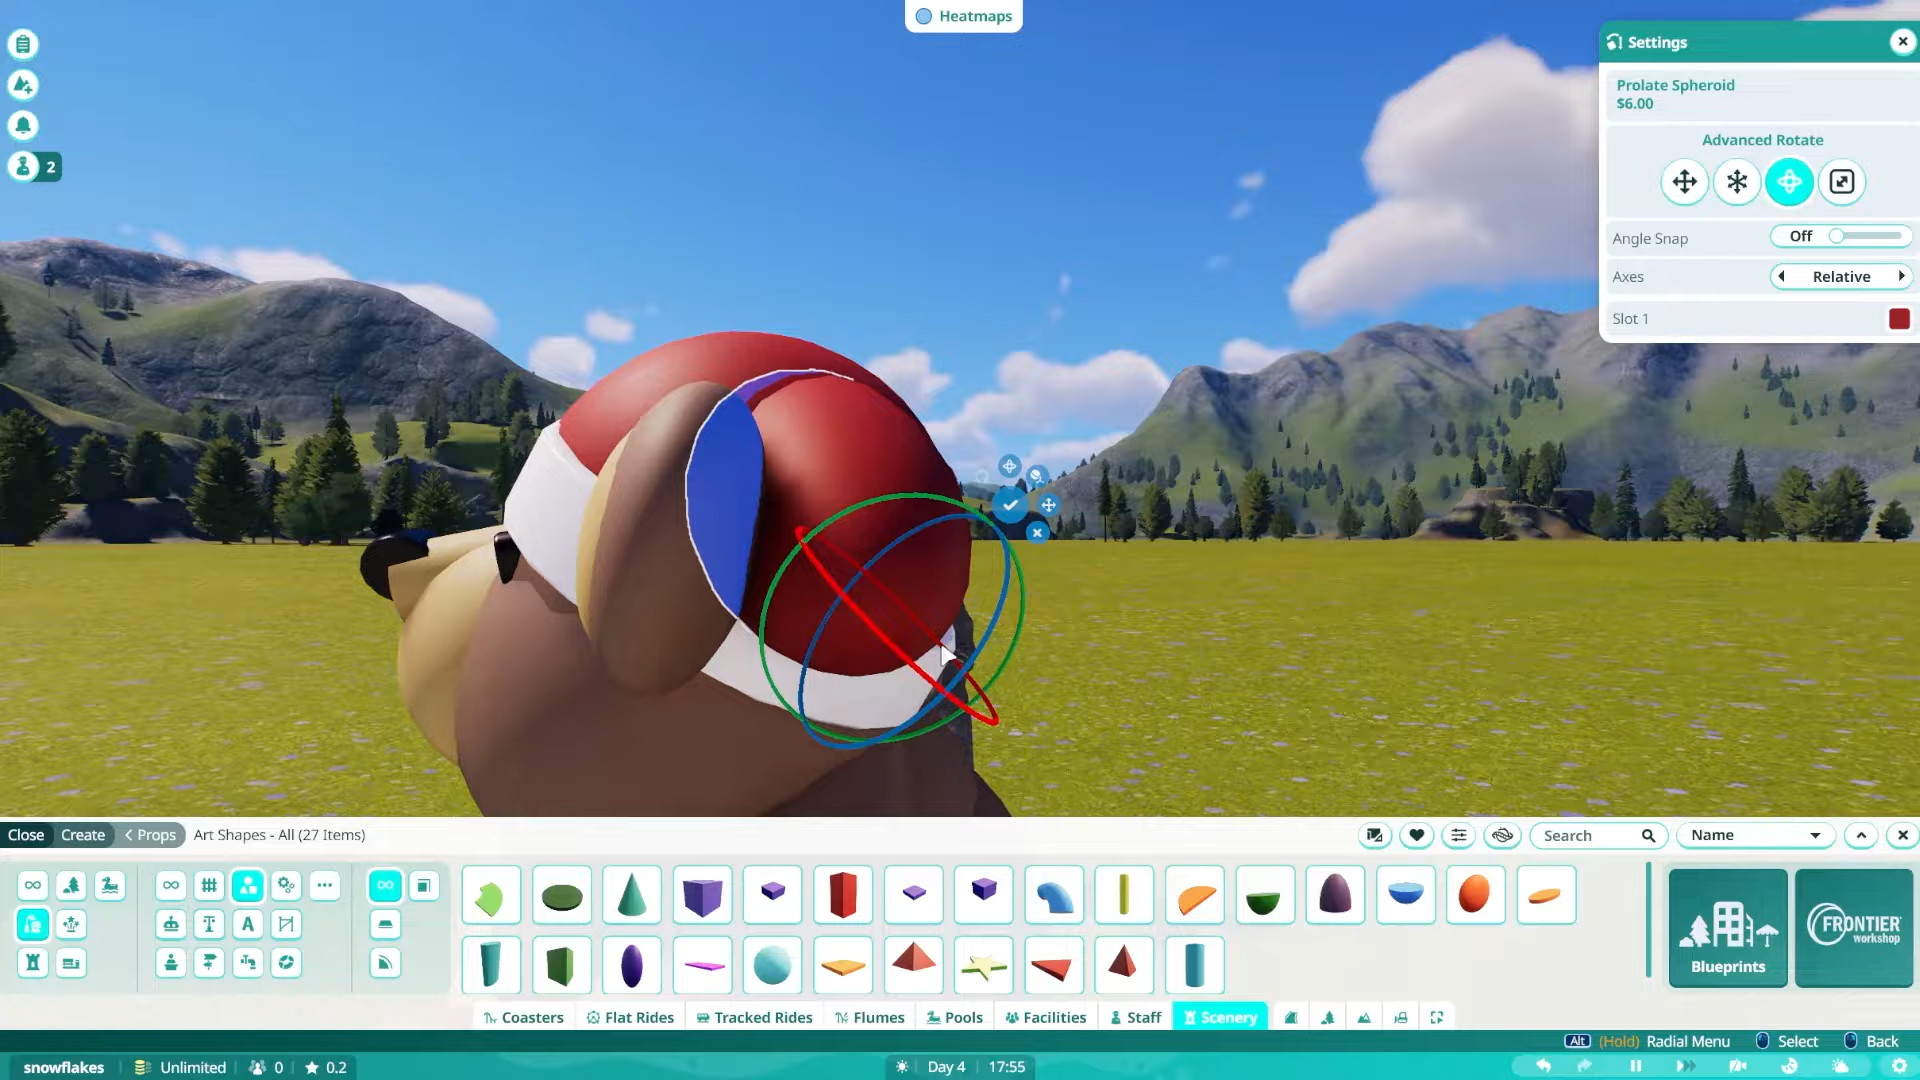 Heatmaps
Settings
Prolate Spheroid
$6.00
Advanced Rotate
Angle Snap
Off
Axes
Relative
Slot 1
2
Close
Create
Props
Art Shapes - All (27 Items)
Search
Name
Blueprints
FRONTIER
workshop
Coasters
Flat Rides
Tracked Rides
Flumes
Pools
Facilities
Staff
Scenery
Alt (Hold) Radial Menu
Select
Back
snowflakes
Unlimited
0
0.2
Day 4
17:55